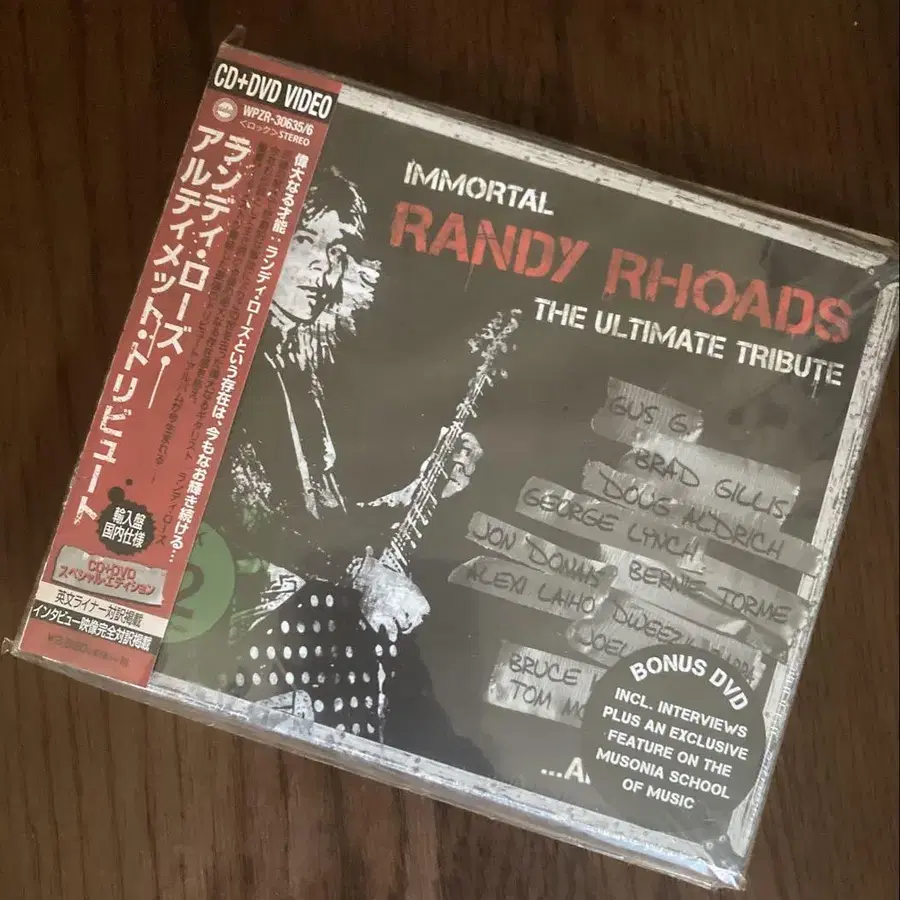 CD+DVD VIDEO
WPZR-30635/6
<ロック>STEREO
ランディ・ローズ・
アルティメット・トリビュート
偉大なる才能：ランディ・ローズという存在は、今もなお輝き続ける…
輸入盤
国内仕様
CD+DVD
スペシャル・エディション
英文ライナー対訳掲載
インタビュー映像完全対訳掲載
IMMORTAL
RANDY RHOADS
THE ULTIMATE TRIBUTE
GUS G.
BRAD GILLIS
DOUG ALDRICH
GEORGE LYNCH
JON DONAIS
BERNIE TORME
ALEXI LAIHO
DWEEZIL
JOEL
BRUCE
TOM
2
BONUS DVD
INCL. INTERVIEWS
PLUS AN EXCLUSIVE
FEATURE ON THE
MUSONIA SCHOOL
OF MUSIC